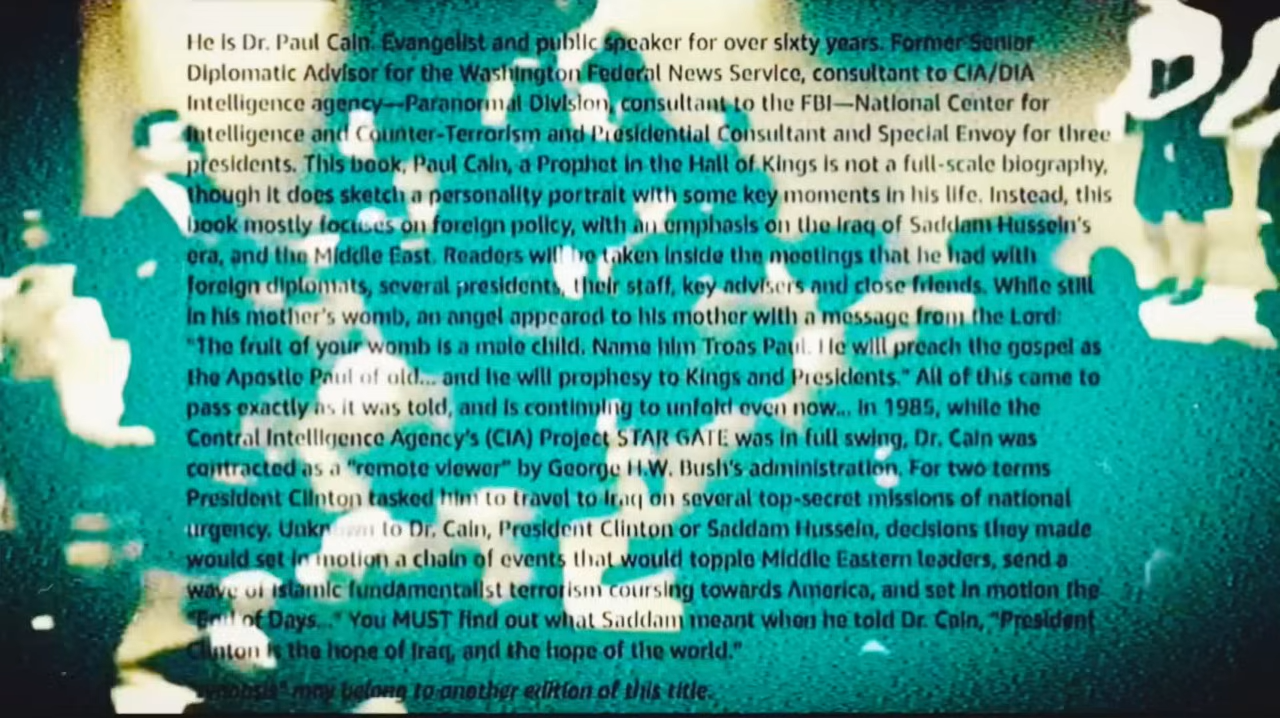 He is Dr. Paul Cain. Evangelist and public speaker for over sixty years. Former Senior
Diplomatic Advisor for the Washington Federal News Service, consultant to CIA/DIA
Intelligence agency—Paranormal Division, consultant to the FBI—National Center for
Intelligence and Counter-Terrorism and Presidential Consultant and Special Envoy for three
presidents. This book, Paul Cain, a Prophet in the Hall of Kings is not a full-scale biography,
though it does sketch a personality portrait with some key moments in his life. Instead, this
book mostly focuses on foreign policy, with an emphasis on the Iraq of Saddam Hussein's
era, and the Middle East. Readers will be taken inside the meetings that he had with
foreign diplomats, several presidents, their staff, key advisers and close friends. While still
in his mother's womb, an angel appeared to his mother with a message from the Lord:
"The fruit of your womb is a male child. Name him Troas Paul. He will preach the gospel as
the Apostle Paul of old... and he will prophesy to Kings and Presidents." All of this came to
pass exactly as it was told, and is continuing to unfold even now... In 1985, while the
Central Intelligence Agency's (CIA) Project STAR GATE was in full swing, Dr. Cain was
contracted as a "remote viewer" by George H.W. Bush's administration. For two terms
President Clinton tasked him to travel to Iraq on several top-secret missions of national
urgency. Unknown to Dr. Cain, President Clinton or Saddam Hussein, decisions they made
would set in motion a chain of events that would topple Middle Eastern leaders, send a
wave of Islamic fundamentalist terrorism coursing towards America, and set in motion the
"End of Days..." You MUST find out what Saddam meant when he told Dr. Cain, "President
Clinton is the hope of Iraq, and the hope of the world."
"synopsis" may belong to another edition of this title.